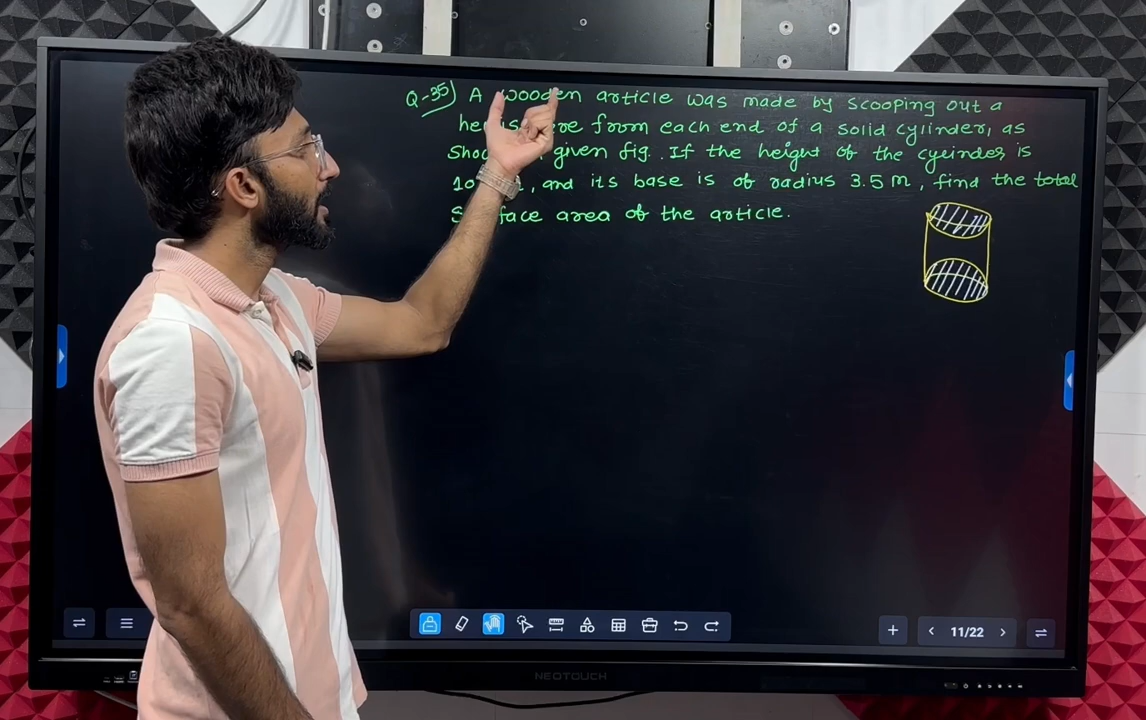 Q-35) A wooden article was made by scooping out a
from each end of a solid cylinder, as
given fig. If the height of the cylinder is
10 , and its base is of radius 3.5 m, find the total
face area of the article.
11/22
NEOTOUCH